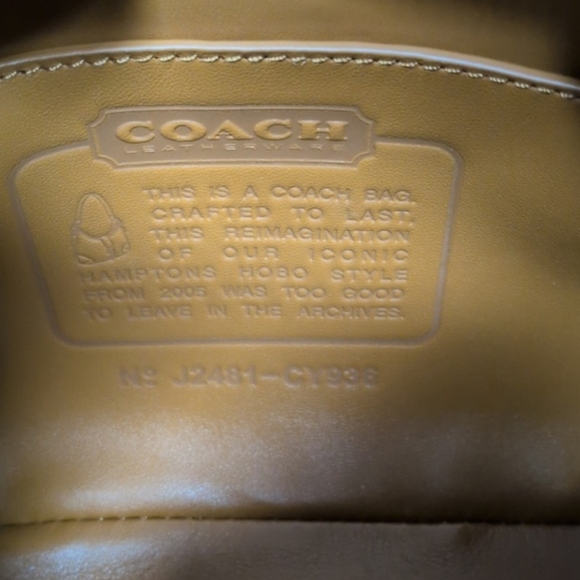 COACH
LEATHERWARE
THIS IS A COACH BAG.
CRAFTED TO LAST,
THIS REIMAGINATION
OF OUR ICONIC
HAMPTONS HOBO STYLE
FROM 2005 WAS TOO GOOD
TO LEAVE IN THE ARCHIVES.
Nº J2481-CY936